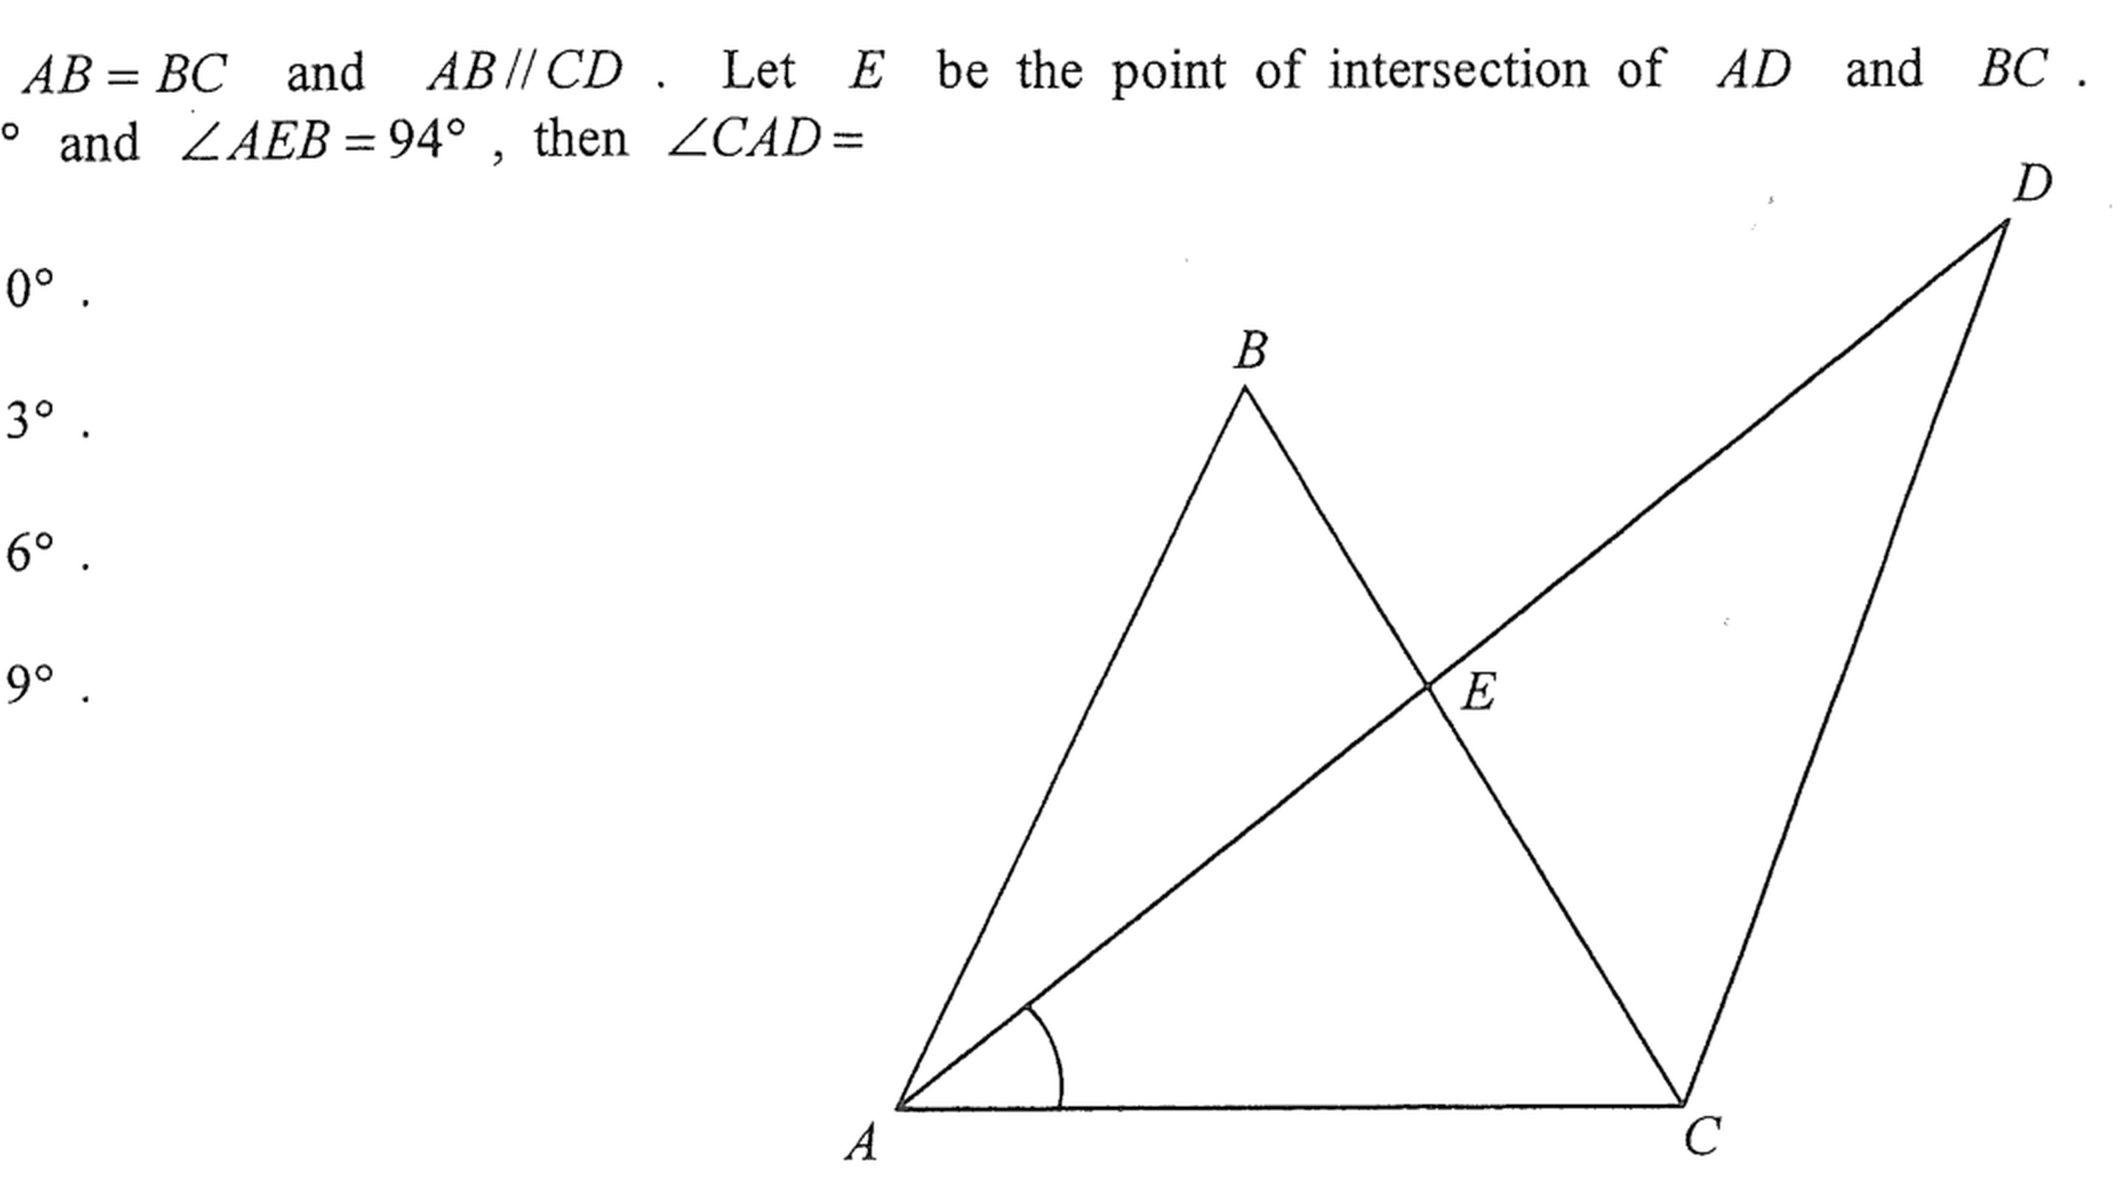 AB = BC and AB // CD . Let E be the point of intersection of AD and BC .
° and ∠AEB = 94° , then ∠CAD =
D
0° .
B
3° .
6° .
E
9° .
A
C